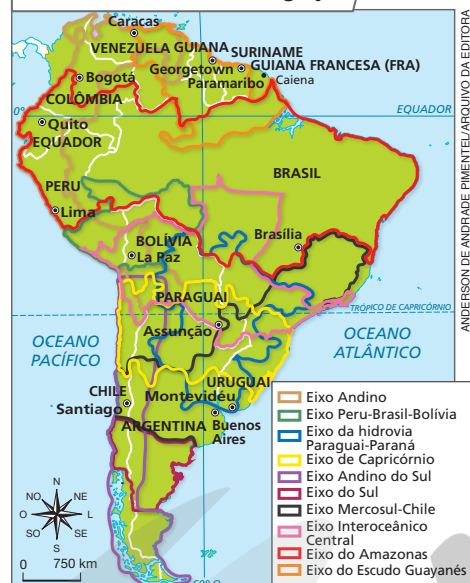 Caracas
VENEZUELA
GUIANA
SURINAME
Georgetown
GUIANA FRANCESA (FRA)
Paramaribo
Caiena
Bogotá
COLÔMBIA
0°
EQUADOR
Quito
EQUADOR
BRASIL
PERU
Lima
Brasília
BOLÍVIA
La Paz
PARAGUAI
TRÓPICO DE CAPRICÓRNIO
Assunção
OCEANO
PACÍFICO
OCEANO
ATLÂNTICO
CHILE
Santiago
URUGUAI
Montevidéu
ARGENTINA
Buenos
Aires
Eixo Andino
Eixo Peru-Brasil-Bolívia
Eixo da hidrovia
Paraguai-Paraná
Eixo de Capricórnio
Eixo Andino do Sul
Eixo do Sul
Eixo Mercosul-Chile
Eixo Interoceânico
Central
Eixo do Amazonas
Eixo do Escudo Guayanés
N
NO
NE
O
L
SO
SE
S
0 750 km
ANDERSON DE ANDRADE PIMENTEL/ARQUIVO DA EDITORA